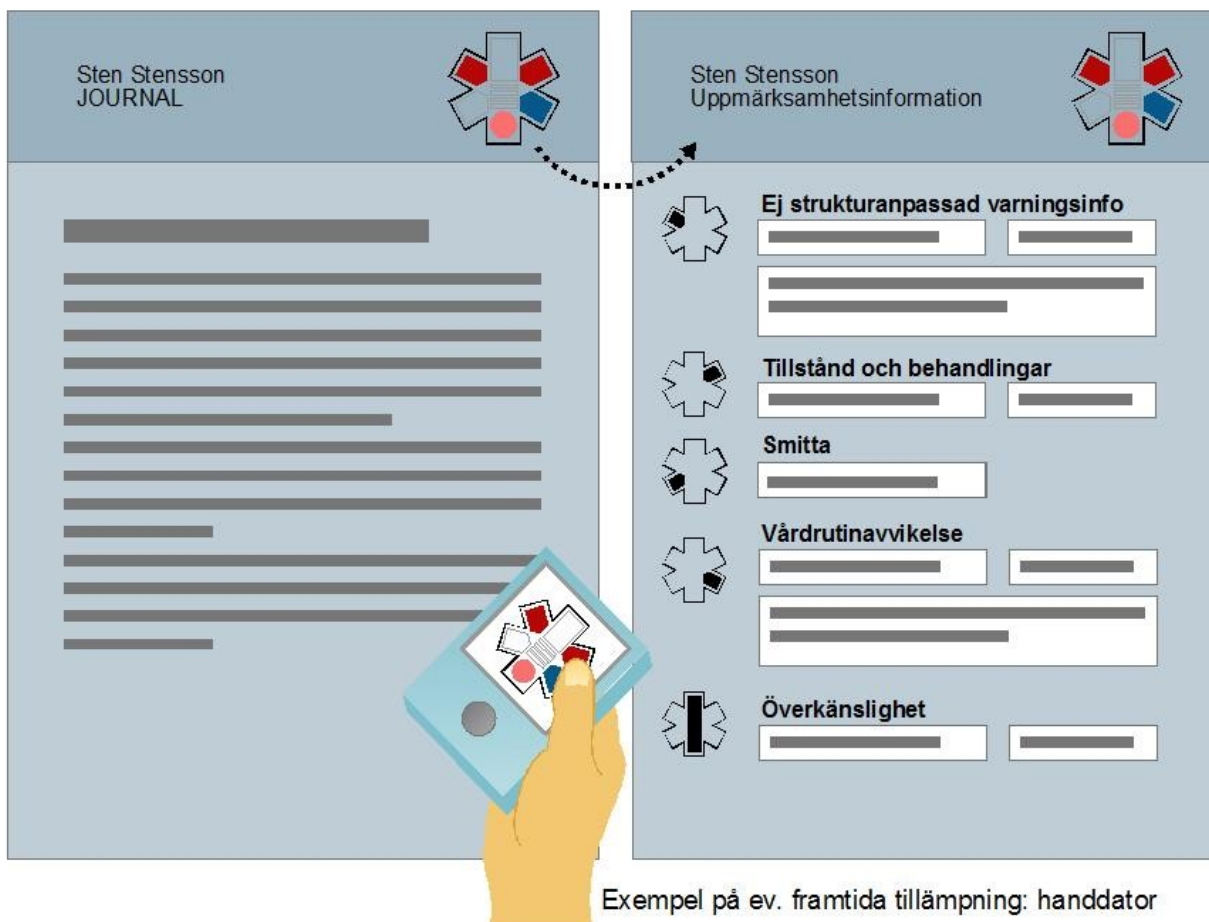 Sten Stensson
JOURNAL
Sten Stensson
Uppmärksamhetsinformation
Ej strukturanpassad varningsinfo
Tillstånd och behandlingar
Smitta
Vårdrutinavvikelse
Överkänslighet
Exempel på ev. framtida tillämpning: handdator